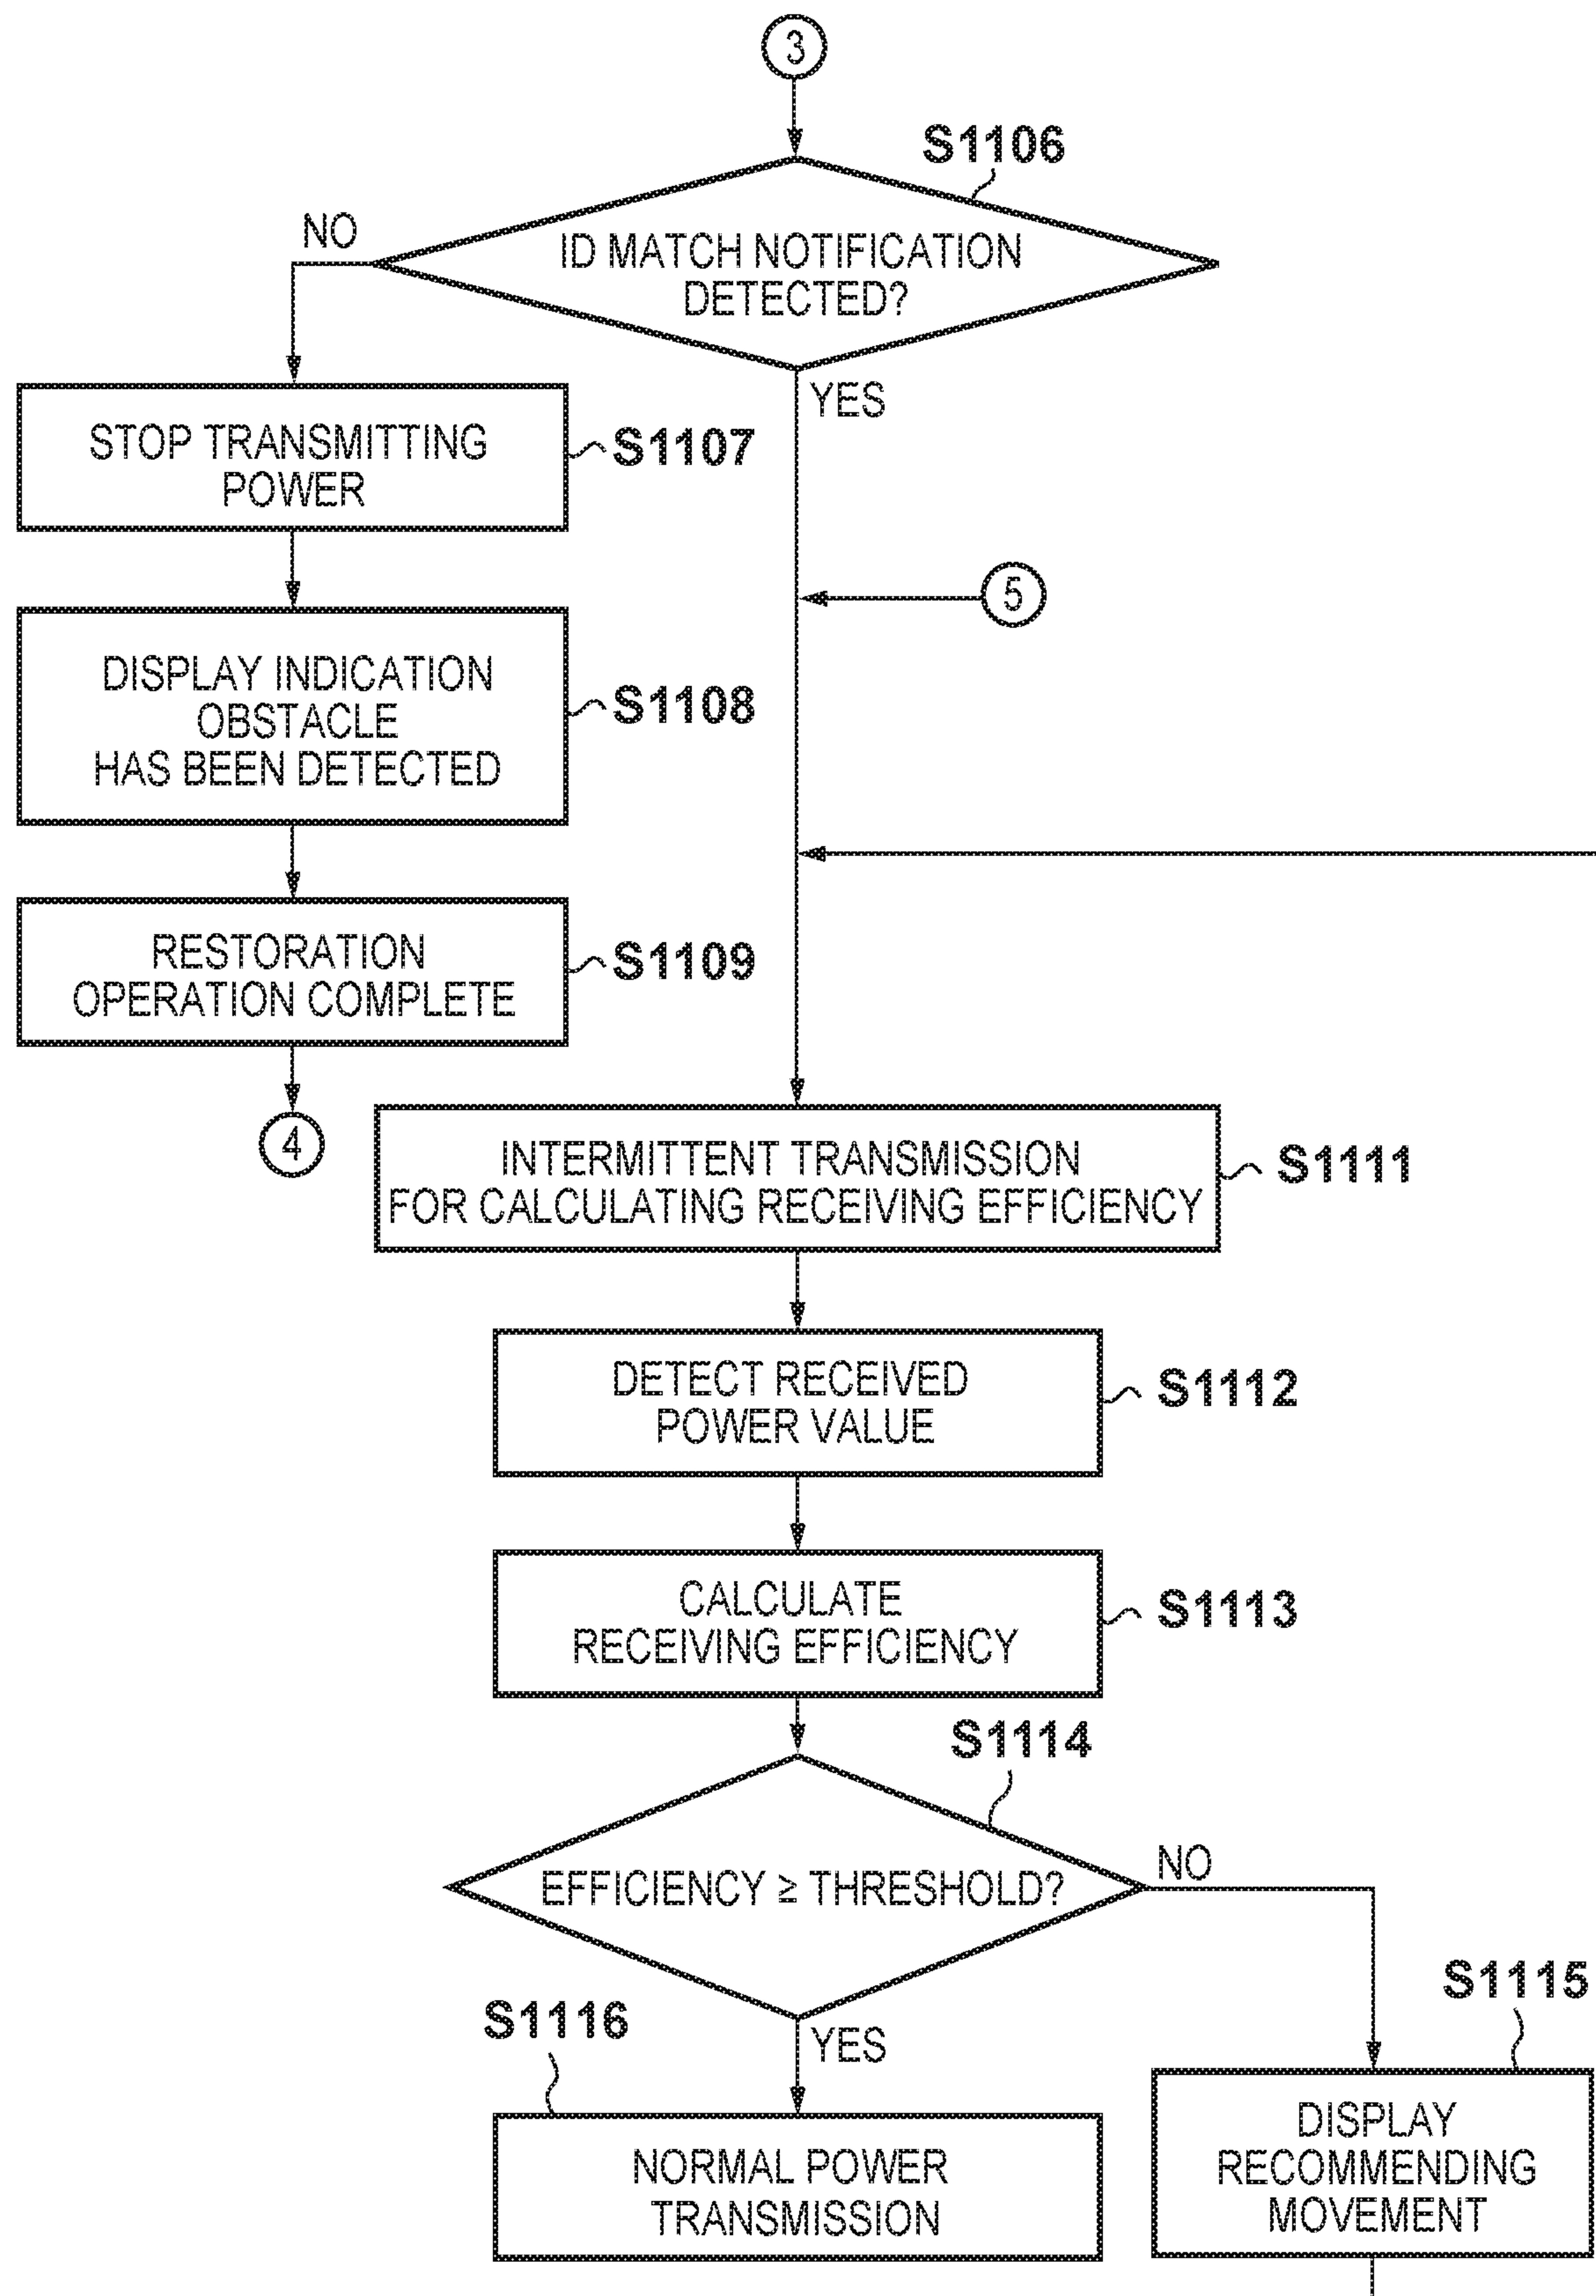 3
S1106
NO
ID MATCH NOTIFICATION
DETECTED?
YES
STOP TRANSMITTING
POWER
S1107
5
DISPLAY INDICATION
OBSTACLE
HAS BEEN DETECTED
S1108
RESTORATION
OPERATION COMPLETE
S1109
4
INTERMITTENT TRANSMISSION
FOR CALCULATING RECEIVING EFFICIENCY
S1111
DETECT RECEIVED
POWER VALUE
S1112
CALCULATE
RECEIVING EFFICIENCY
S1113
S1114
EFFICIENCY ≥ THRESHOLD?
NO
S1115
S1116
YES
NORMAL POWER
TRANSMISSION
DISPLAY
RECOMMENDING
MOVEMENT